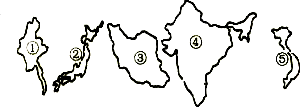 ① ② ③ ④ ⑤